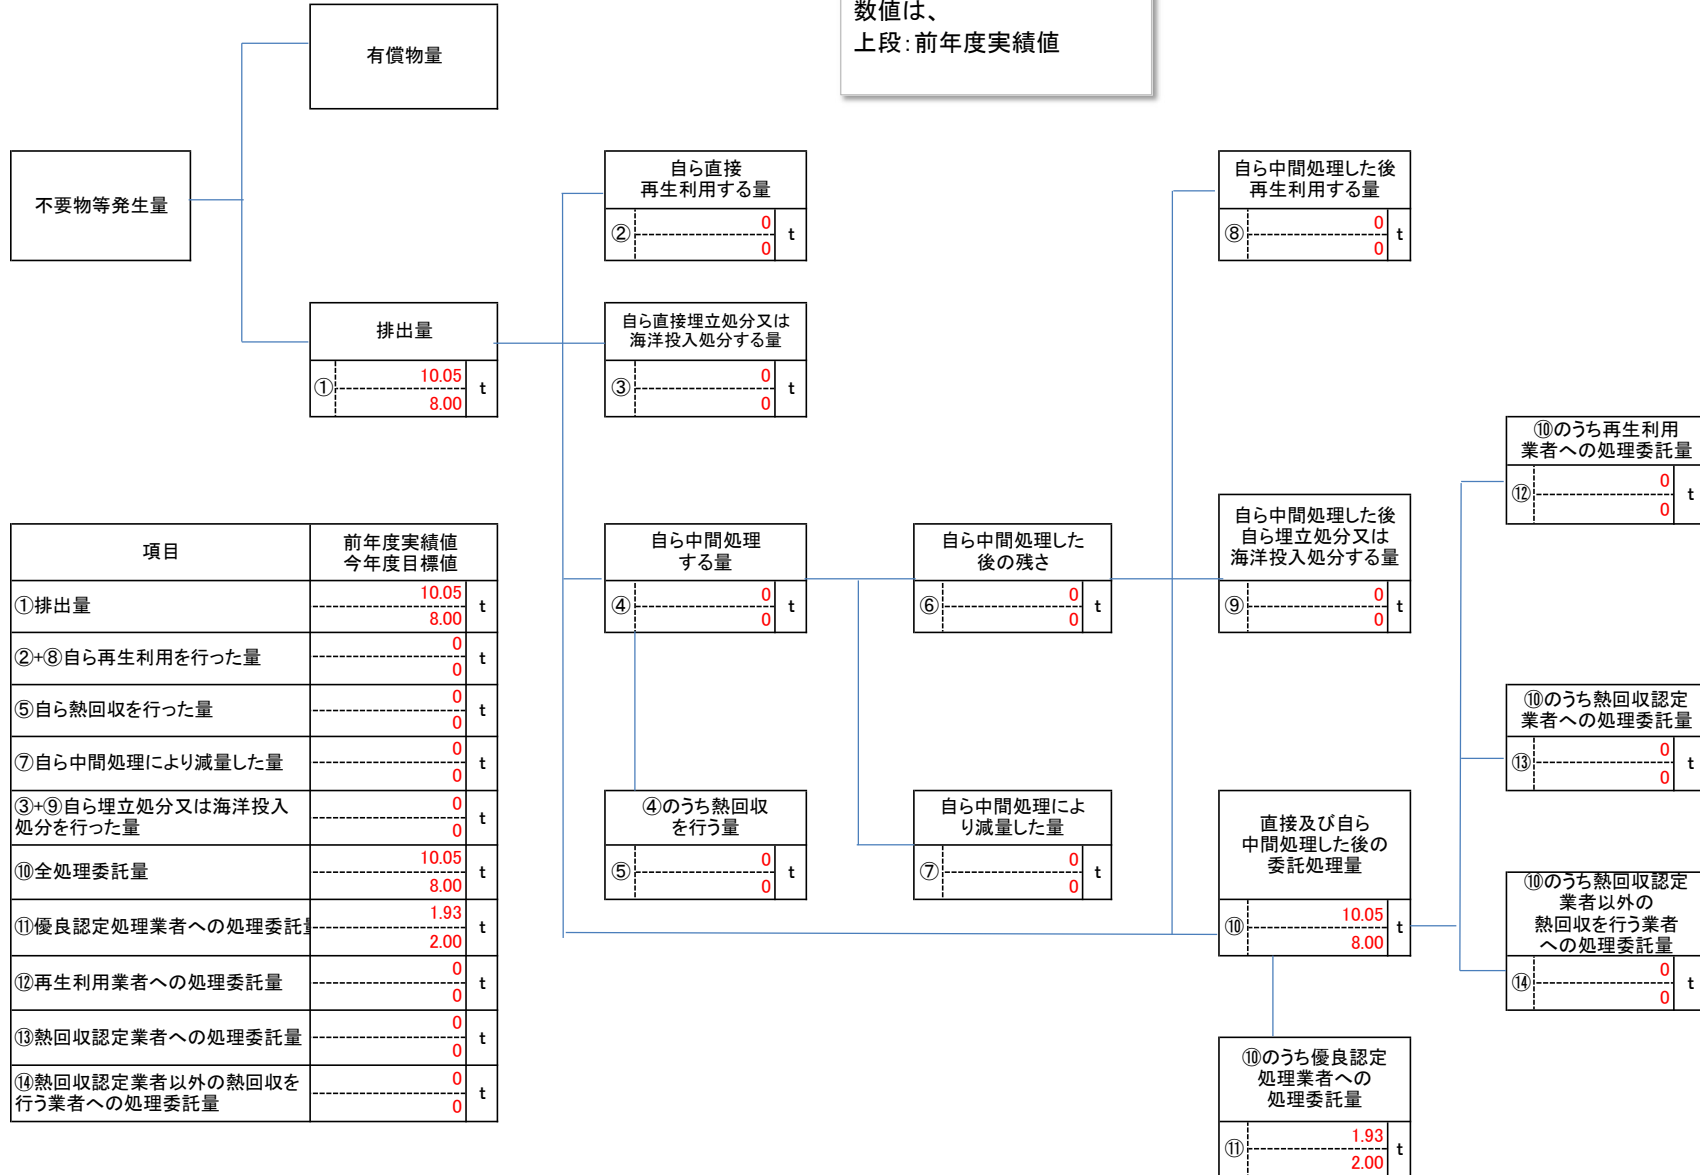 数値は、
上段：前年度実績値
有償物量
不要物等発生量
排出量
①
10.05
8.00
t
自ら直接
再生利用する量
②
0
0
t
自ら直接埋立処分又は
海洋投入処分する量
③
0
0
t
自ら中間処理
する量
④
0
0
t
④のうち熱回収
を行う量
⑤
0
0
t
自ら中間処理した
後の残さ
⑥
0
0
t
自ら中間処理によ
り減量した量
⑦
0
0
t
自ら中間処理した後
再生利用する量
⑧
0
0
t
自ら中間処理した後
自ら埋立処分又は
海洋投入処分する量
⑨
0
0
t
直接及び自ら
中間処理した後の
委託処理量
⑩
10.05
8.00
t
⑩のうち優良認定
処理業者への
処理委託量
⑪
1.93
2.00
t
⑩のうち再生利用
業者への処理委託量
⑫
0
0
t
⑩のうち熱回収認定
業者への処理委託量
⑬
0
0
t
⑩のうち熱回収認定
業者以外の
熱回収を行う業者
への処理委託量
⑭
0
0
t
項目
前年度実績値
今年度目標値
①排出量
10.05
8.00
t
②+⑧自ら再生利用を行った量
0
0
t
⑤自ら熱回収を行った量
0
0
t
⑦自ら中間処理により減量した量
0
0
t
③+⑨自ら埋立処分又は海洋投入
処分を行った量
0
0
t
⑩全処理委託量
10.05
8.00
t
⑪優良認定処理業者への処理委託
1.93
2.00
t
⑫再生利用業者への処理委託量
0
0
t
⑬熱回収認定業者への処理委託量
0
0
t
⑭熱回収認定業者以外の熱回収を
行う業者への処理委託量
0
0
t